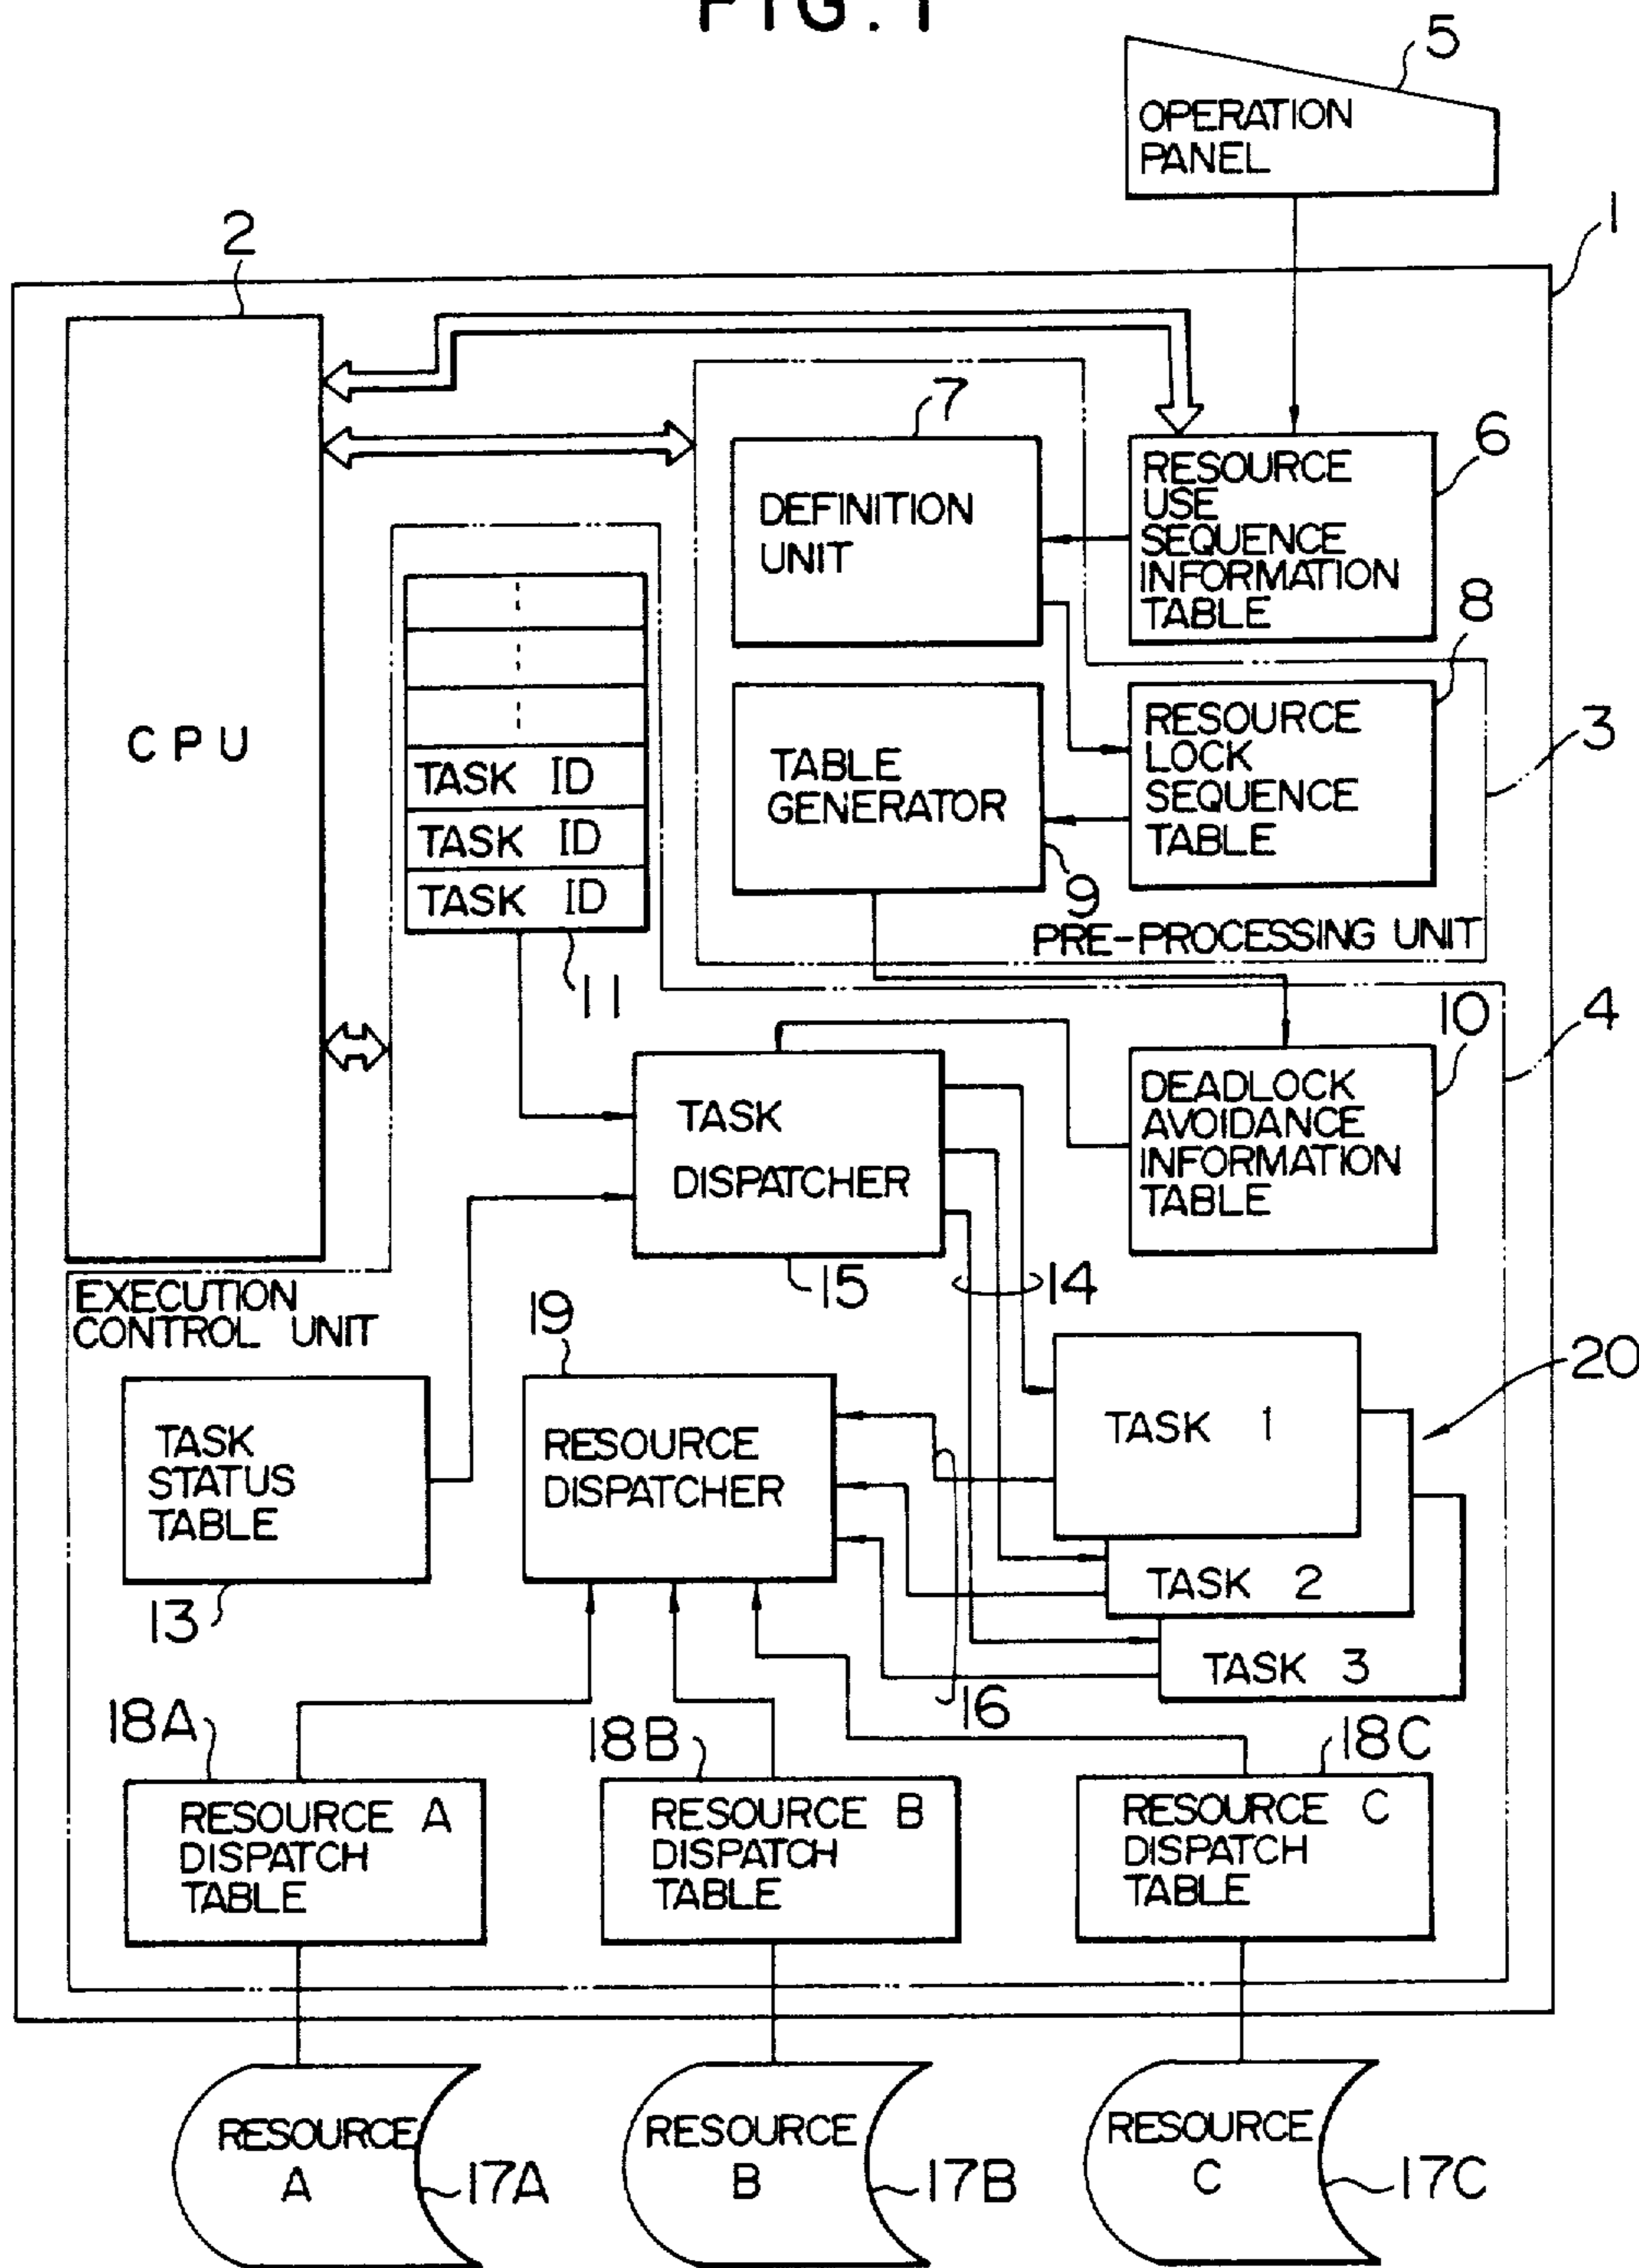 FIG. 1
5
OPERATION
PANEL
1
2
CPU
7
DEFINITION
UNIT
6
RESOURCE
USE
SEQUENCE
INFORMATION
TABLE
8
RESOURCE
LOCK
SEQUENCE
TABLE
3
TABLE
GENERATOR
9
PRE-PROCESSING UNIT
TASK ID
TASK ID
TASK ID
11
4
10
DEADLOCK
AVOIDANCE
INFORMATION
TABLE
TASK
DISPATCHER
15
14
EXECUTION
CONTROL UNIT
19
RESOURCE
DISPATCHER
20
TASK 1
TASK 2
TASK 3
TASK
STATUS
TABLE
13
16
18A
RESOURCE A
DISPATCH
TABLE
18B
RESOURCE B
DISPATCH
TABLE
18C
RESOURCE C
DISPATCH
TABLE
RESOURCE
A
17A
RESOURCE
B
17B
RESOURCE
C
17C